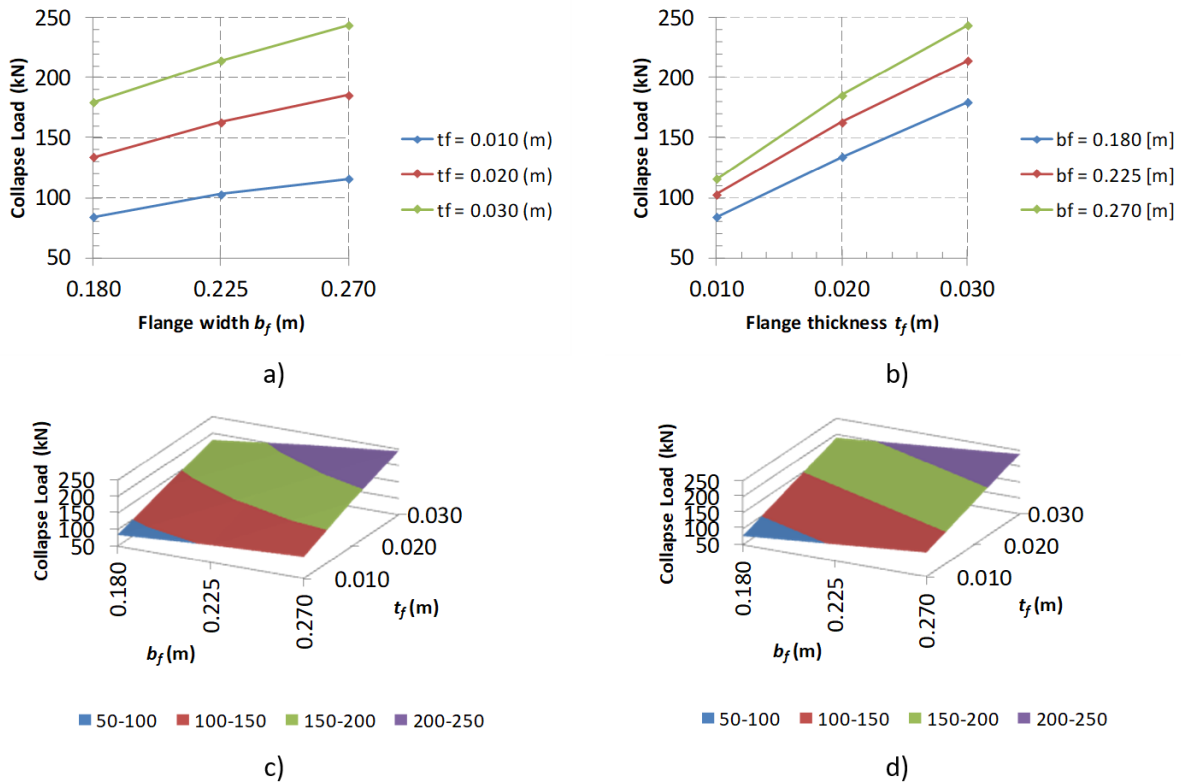 Collapse Load (kN)
250
200
150
100
50
0.180 0.225 0.270
Flange width bf (m)
tf = 0.010 (m)
tf = 0.020 (m)
tf = 0.030 (m)
a)
Collapse Load (kN)
250
200
150
100
50
0.010 0.020 0.030
Flange thickness tf (m)
bf = 0.180 [m]
bf = 0.225 [m]
bf = 0.270 [m]
b)
Collapse Load (kN)
250
200
150
100
50
0.180
0.225
0.270
bf (m)
0.030
0.020
0.010
tf (m)
50-100 100-150 150-200 200-250
c)
Collapse Load (kN)
250
200
150
100
50
0.180
0.225
0.270
bf (m)
0.030
0.020
0.010
tf (m)
50-100 100-150 150-200 200-250
d)